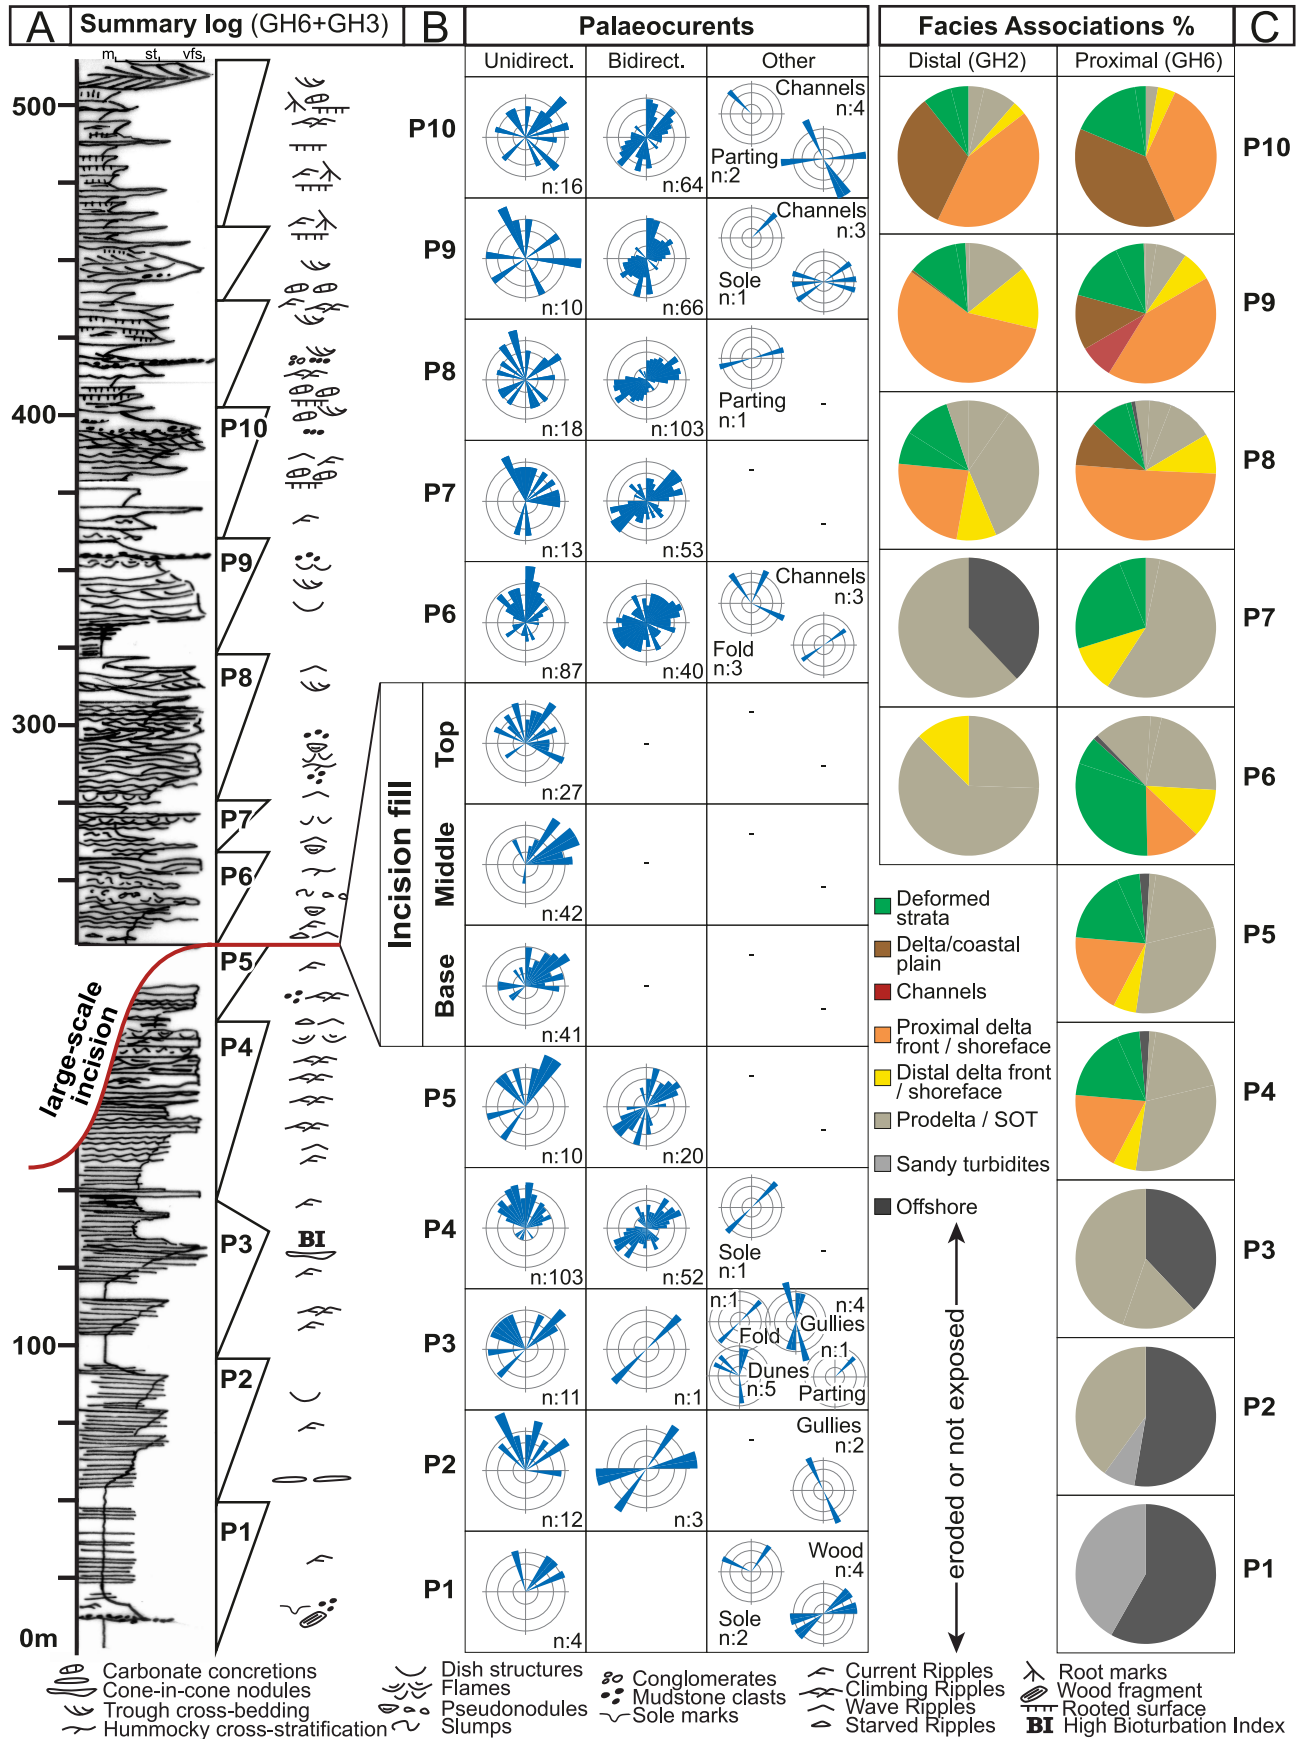 A Summary log (GH6+GH3) B Palaeocurents Facies Associations % C
m st vfs
Unidirect. Bidirect. Other
Distal (GH2) Proximal (GH6)
500
400
300
100
0m
P10
P9
P8
P7
P6
P5
P4
P3
P2
P1
large-scale
incision
BI
P10
n:16
n:64
Channels
n:4
Parting
n:2
P9
n:10
n:66
Channels
n:3
Sole
n:1
P8
n:18
n:103
Parting
n:1
-
P7
n:13
n:53
-
-
P6
n:87
n:40
Channels
n:3
Fold
n:3
Incision fill
Top
n:27
-
-
-
Middle
n:42
-
-
-
Base
n:41
-
-
-
P5
n:10
n:20
-
-
P4
n:103
n:52
Sole
n:1
-
P3
n:11
n:1
n:1
Fold
n:4
Gullies
Dunes
n:5
n:1
Parting
P2
n:12
n:3
-
Gullies
n:2
P1
n:4
Sole
n:2
Wood
n:4
P10
P9
P8
P7
P6
P5
P4
P3
P2
P1
Deformed
strata
Delta/coastal
plain
Channels
Proximal delta
front / shoreface
Distal delta front
/ shoreface
Prodelta / SOT
Sandy turbidites
Offshore
eroded or not exposed
Carbonate concretions
Cone-in-cone nodules
Trough cross-bedding
Hummocky cross-stratification
Dish structures
Flames
Pseudonodules
Slumps
Conglomerates
Mudstone clasts
Sole marks
Current Ripples
Climbing Ripples
Wave Ripples
Starved Ripples
Root marks
Wood fragment
Rooted surface
BI High Bioturbation Index